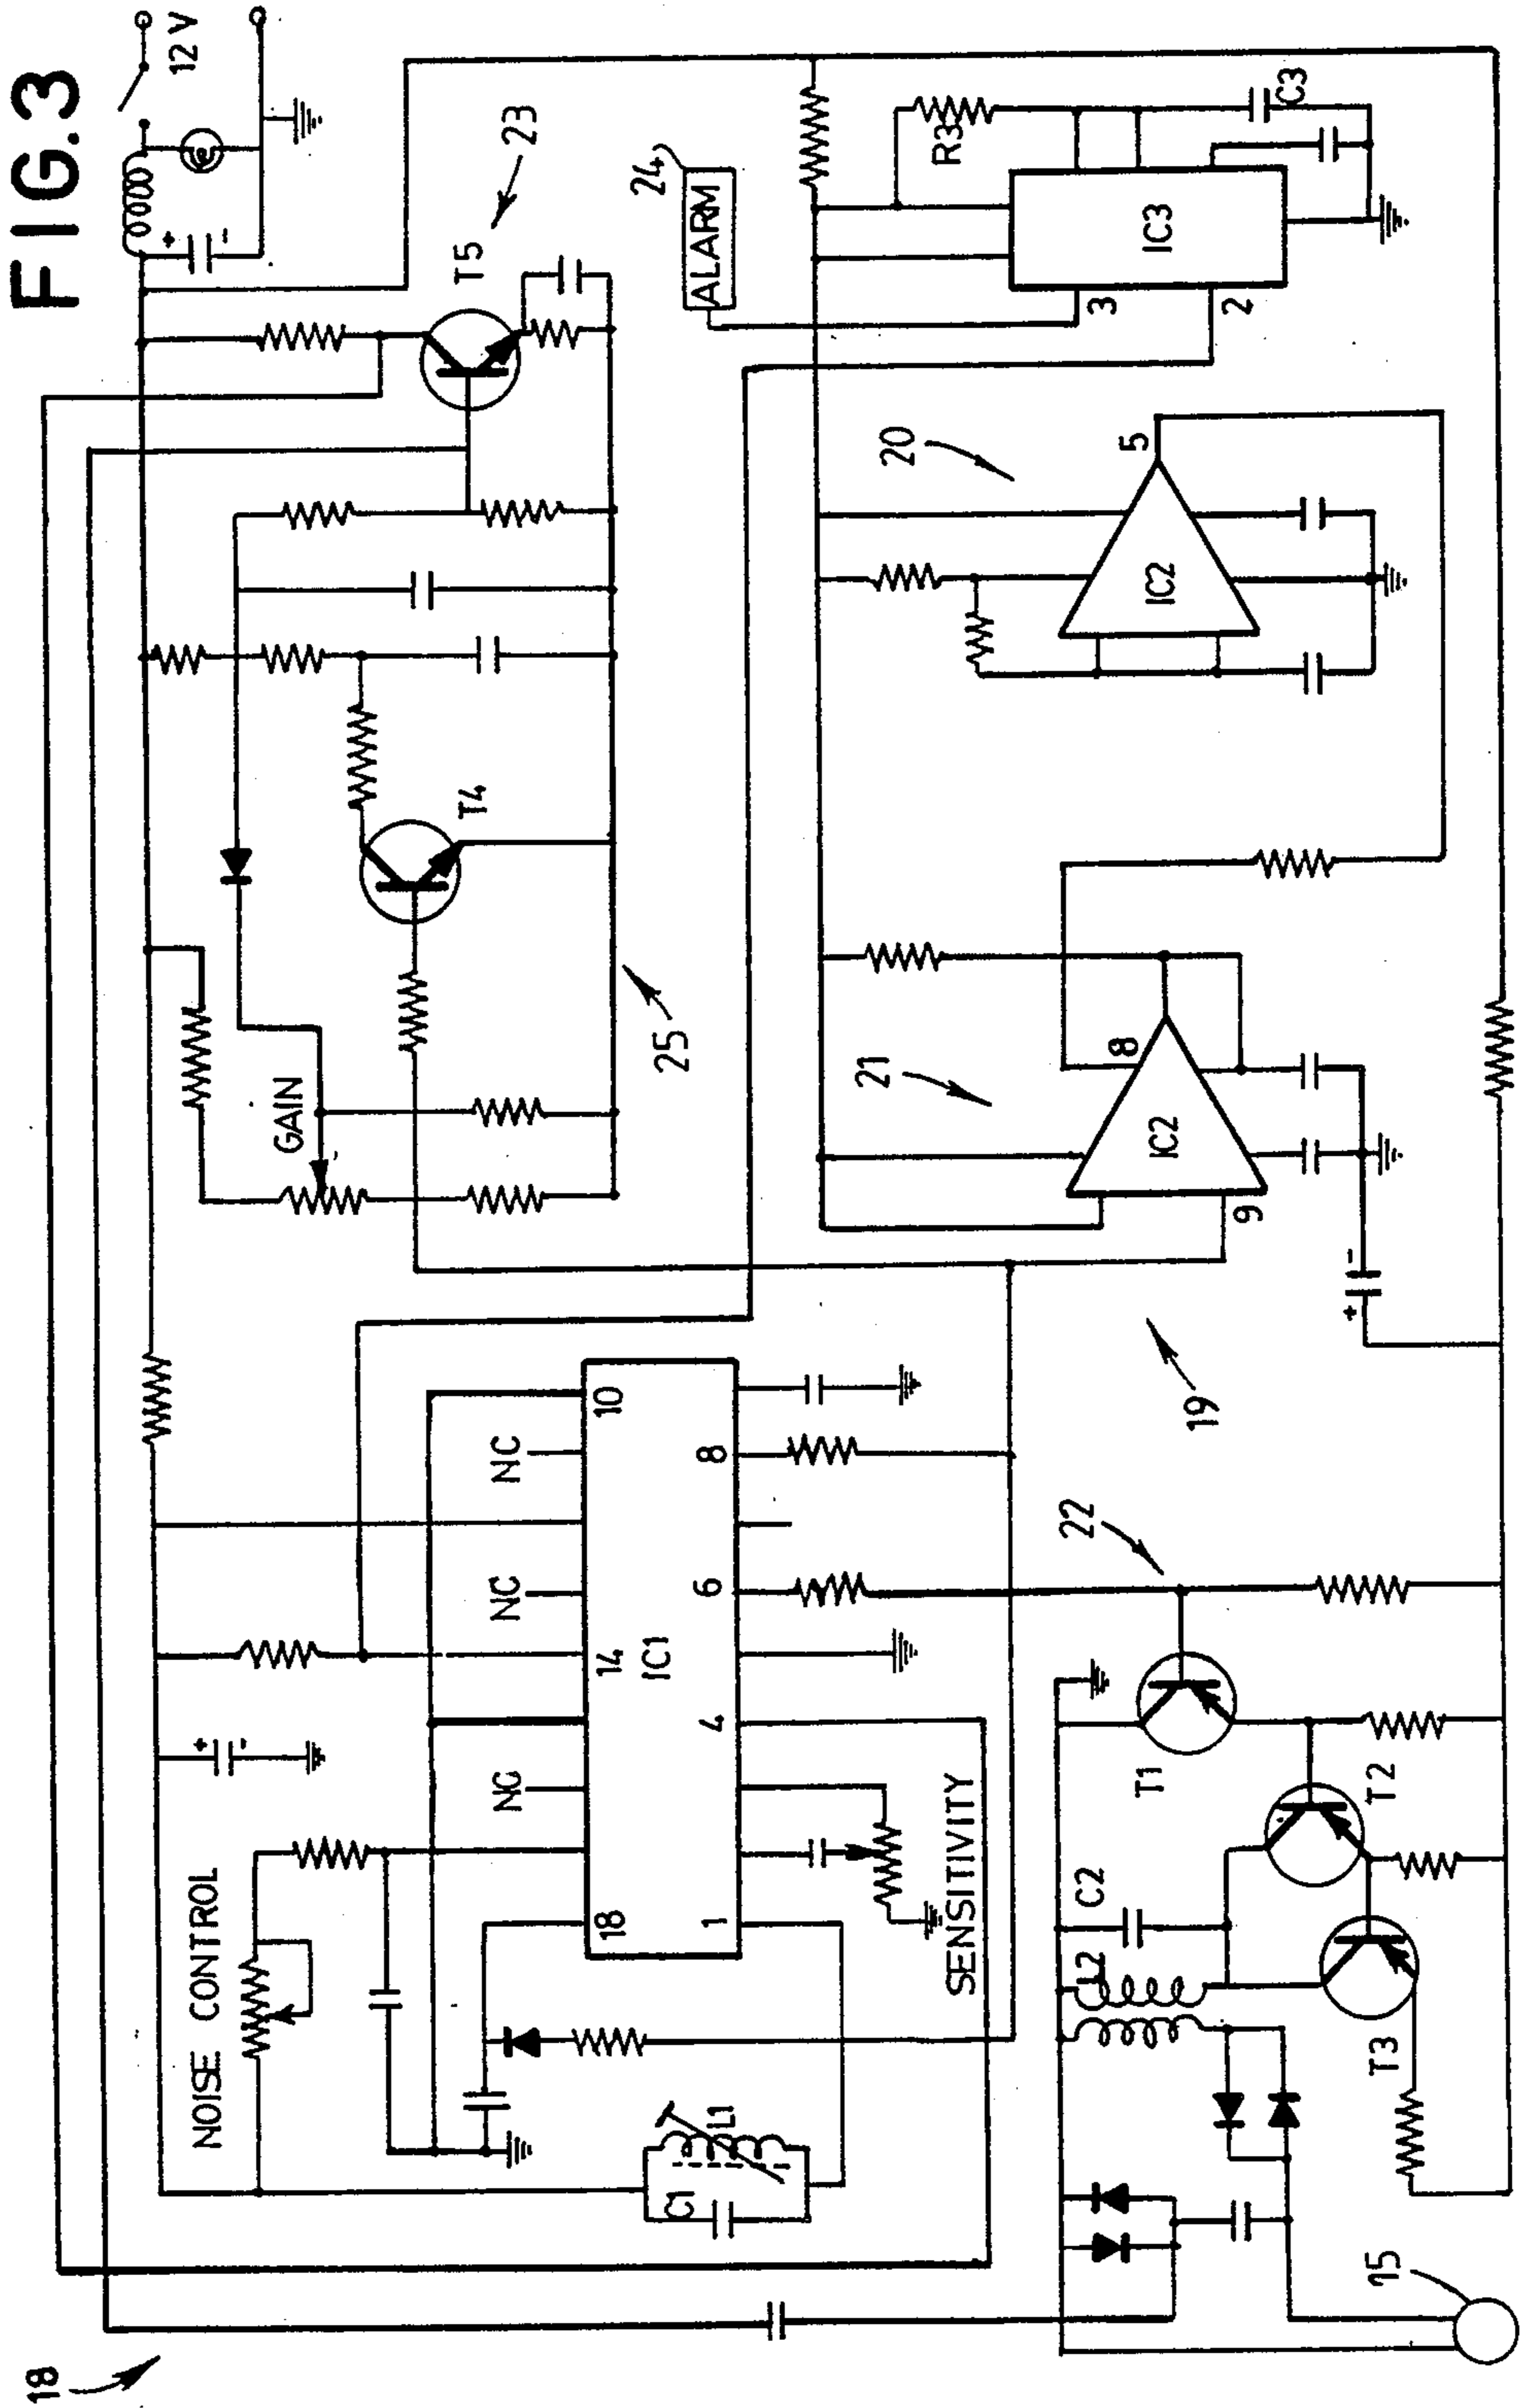 FIG.3
12 V
+
-
23
T5
T4
GAIN
25
24
ALARM
R3
C3
IC3
3
2
20
5
IC2
21
8
IC2
9
+
-
19
18
NOISE CONTROL
+
-
NC
NC
NC
18
14
10
IC1
1
4
6
8
SENSITIVITY
C1
L1
22
T1
T2
T3
C2
L2
15